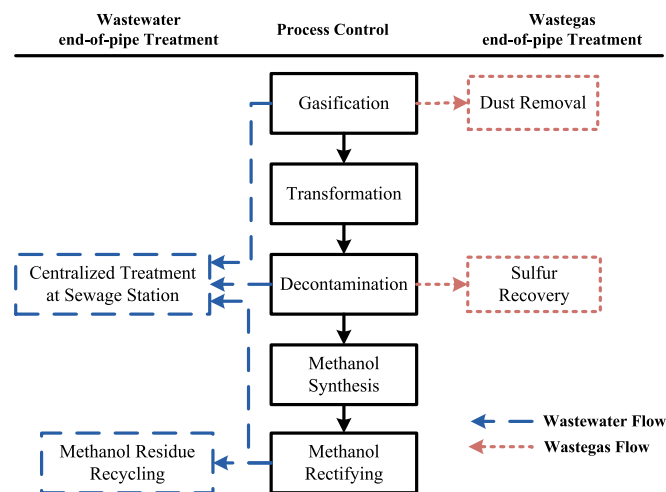 Wastewater
end-of-pipe Treatment
Process Control
Wastegas
end-of-pipe Treatment
Gasification
Dust Removal
Transformation
Centralized Treatment
at Sewage Station
Decontamination
Sulfur
Recovery
Methanol
Synthesis
Wastewater Flow
Wastegas Flow
Methanol Residue
Recycling
Methanol
Rectifying